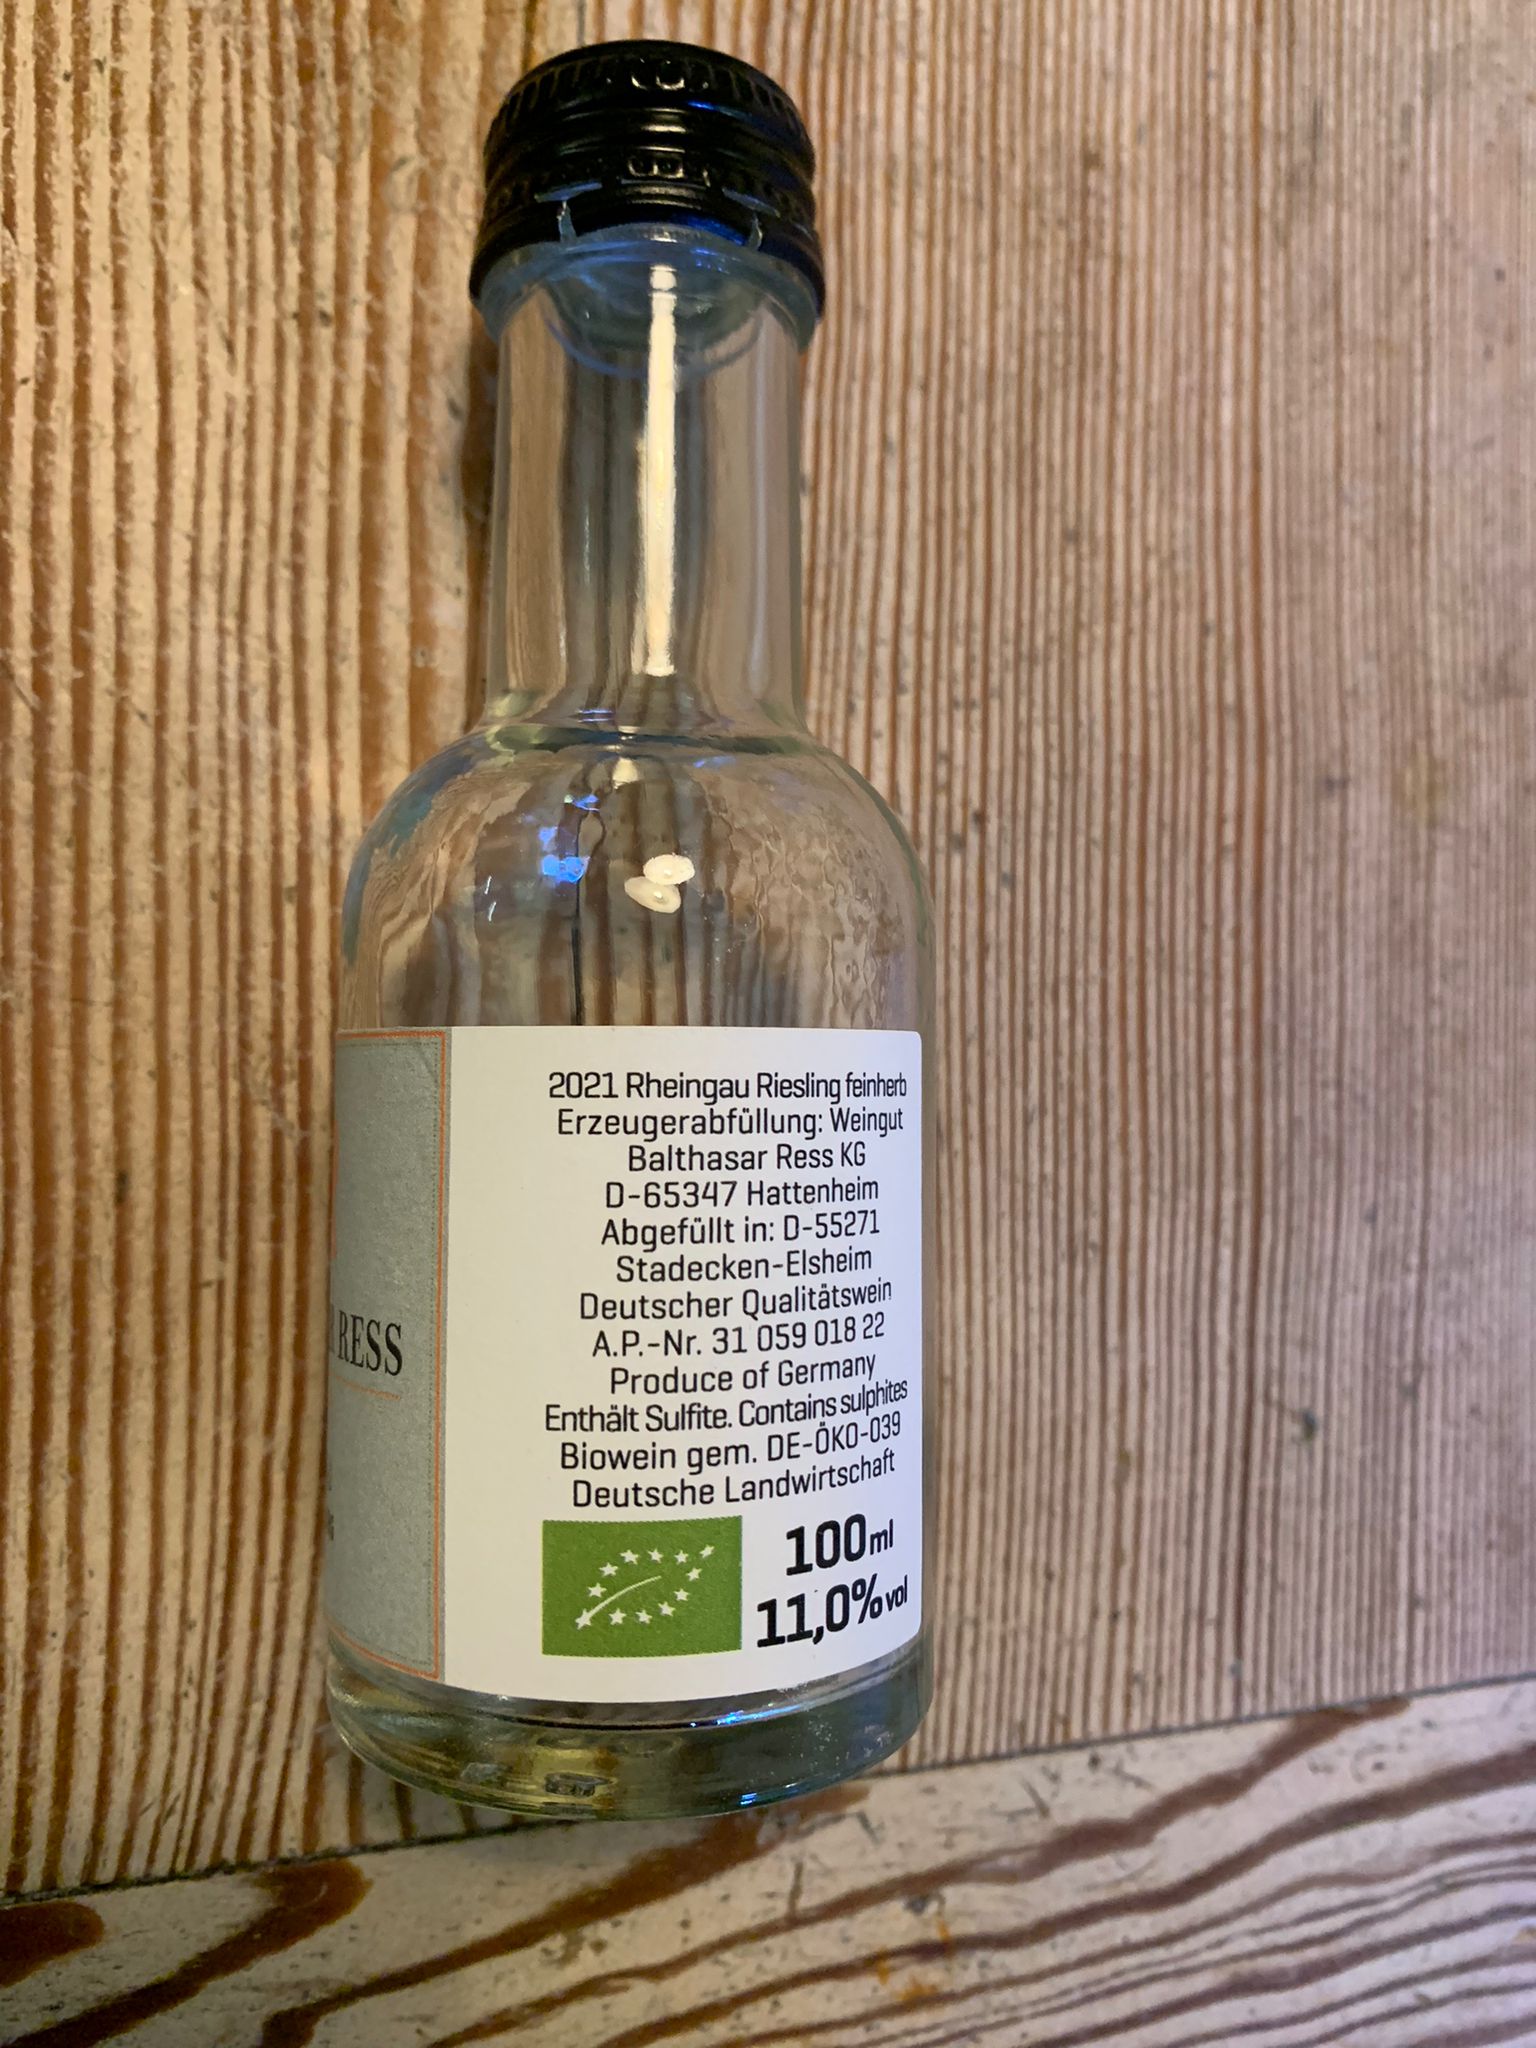 RESS
2021 Rheingau Riesling feinherb
Erzeugerabfüllung: Weingut
Balthasar Ress KG
D-65347 Hattenheim
Abgefüllt in: D-55271
Stadecken-Elsheim
Deutscher Qualitätswein
A.P.-Nr. 31 059 018 22
Produce of Germany
Enthält Sulfite. Contains sulphites
Biowein gem. DE-ÖKO-039
Deutsche Landwirtschaft
100ml
11,0%vol